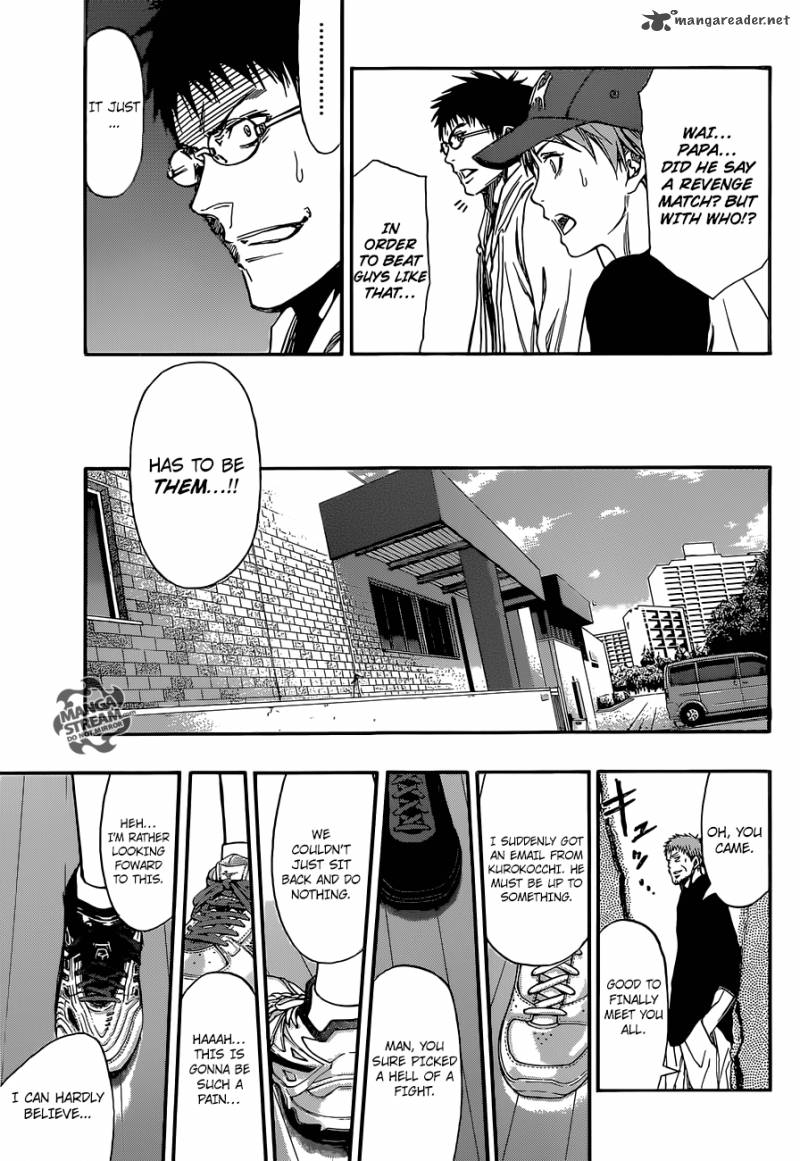 mangareader.net
WAI...
PAPA...
DID HE SAY
A REVENGE
MATCH? BUT
WITH WHO!?
IN
ORDER
TO BEAT
GUYS LIKE
THAT...
..........
IT JUST
...
HAS TO BE
THEM...!!
MANGA
STREAM.com
DO NOT MIRROR!
OH, YOU
CAME.
GOOD TO
FINALLY
MEET YOU
ALL.
I SUDDENLY GOT
AN EMAIL FROM
KUROKOCCHI. HE
MUST BE UP TO
SOMETHING.
MAN, YOU
SURE PICKED
A HELL OF A
FIGHT.
WE
COULDN'T
JUST SIT
BACK AND DO
NOTHING.
HAAAH...
THIS IS
GONNA BE
SUCH A
PAIN...
HEH...
I'M RATHER
LOOKING
FOWARD
TO THIS.
I CAN HARDLY
BELIEVE...